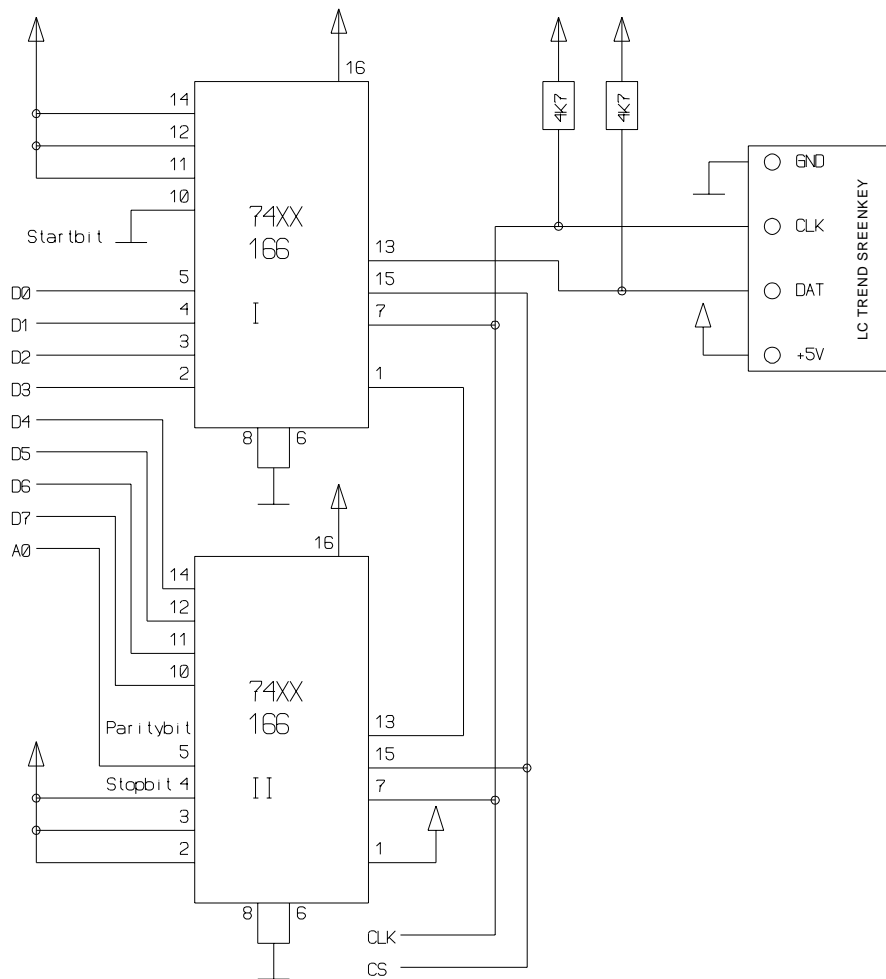 16
14
12
11
10
Startbit
74XX
166
I
13
15
7
1
5
4
3
2
D0
D1
D2
D3
D4
D5
D6
D7
A0
8 6
4K7
4K7
GND
CLK
DAT
+5V
LC TREND SREENKEY
16
14
12
11
10
74XX
166
II
Paritybit
5
Stopbit 4
3
2
13
15
7
1
8 6
CLK
CS